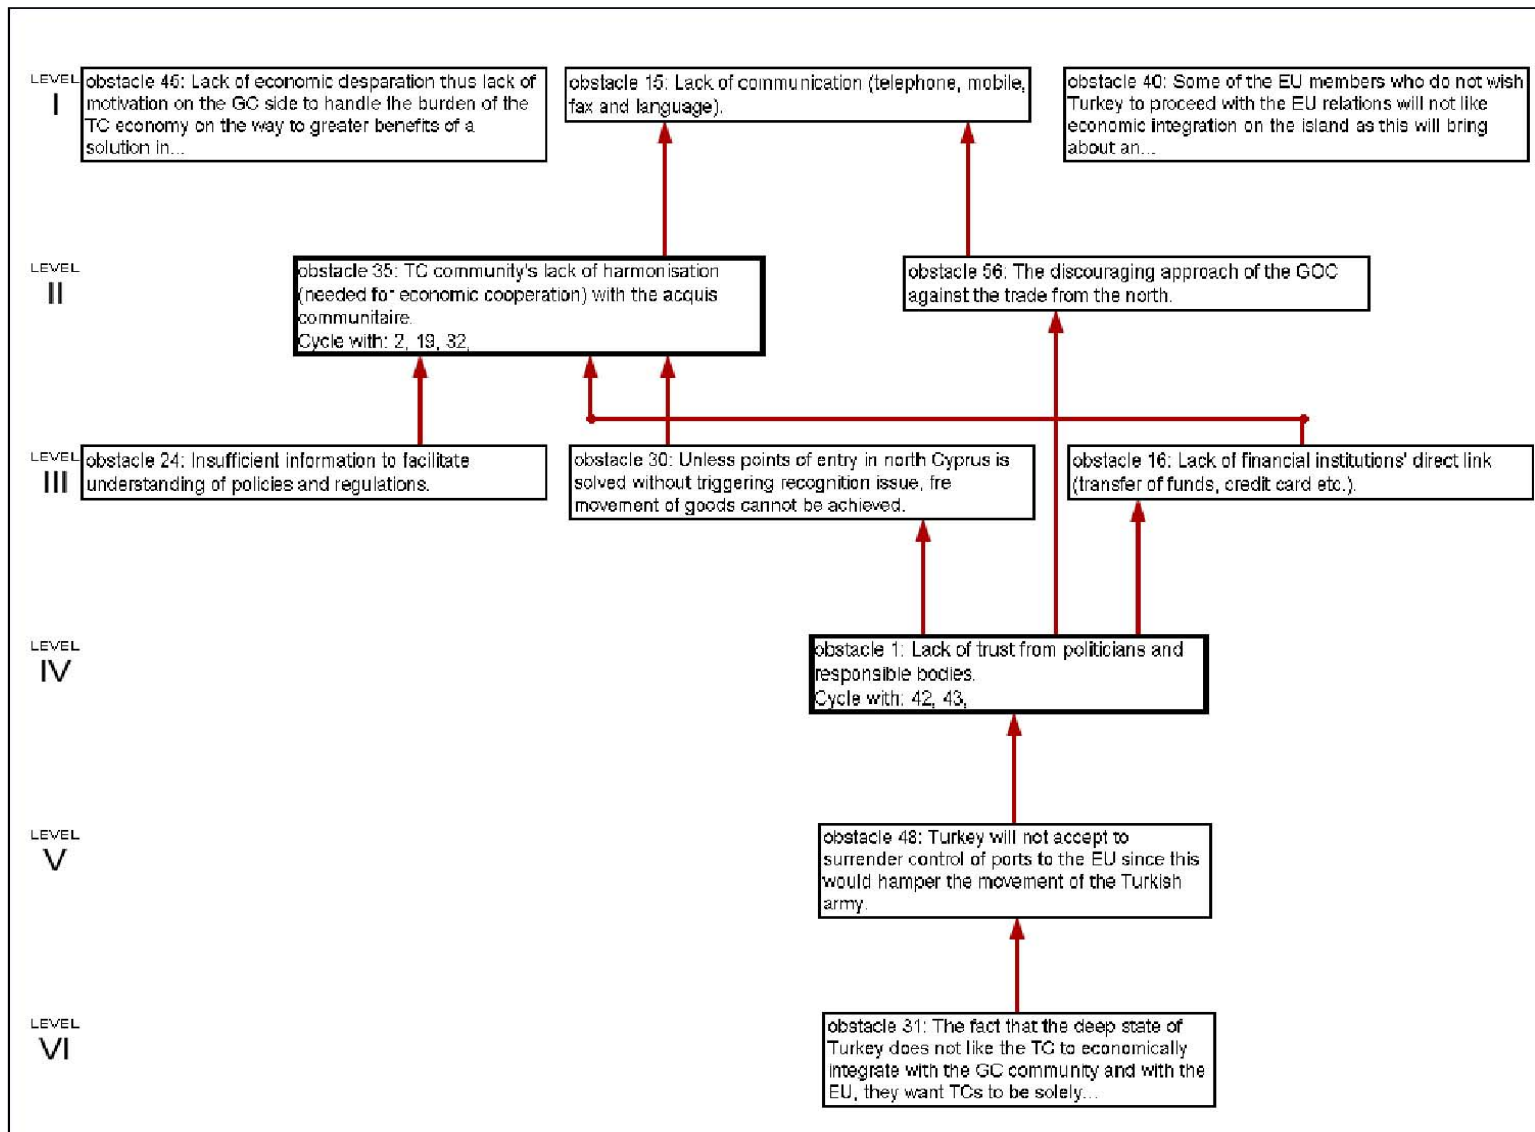 LEVEL
I
obstacle 45: Lack of economic desparation thus lack of
motivation on the GC side to handle the burden of the
TC economy on the way to greater benefits of a
solution in...
obstacle 15: Lack of communication (telephone, mobile,
fax and language).
obstacle 40: Some of the EU members who do not wish
Turkey to proceed with the EU relations will not like
economic integration on the island as this will bring
about an...
LEVEL
II
obstacle 35: TC community's lack of harmonisation
(needed for economic cooperation) with the acquis
communitaire.
Cycle with: 2, 19, 32,
obstacle 56: The discouraging approach of the GOC
against the trade from the north.
LEVEL
III
obstacle 24: Insufficient information to facilitate
understanding of policies and regulations.
obstacle 30: Unless points of entry in north Cyprus is
solved without triggering recognition issue, fre
movement of goods cannot be achieved.
obstacle 16: Lack of financial institutions' direct link
(transfer of funds, credit card etc.).
LEVEL
IV
obstacle 1: Lack of trust from politicians and
responsible bodies.
Cycle with: 42, 43,
LEVEL
V
obstacle 48: Turkey will not accept to
surrender control of ports to the EU since this
would hamper the movement of the Turkish
army.
LEVEL
VI
obstacle 31: The fact that the deep state of
Turkey does not like the TC to economically
integrate with the GC community and with the
EU, they want TCs to be solely...